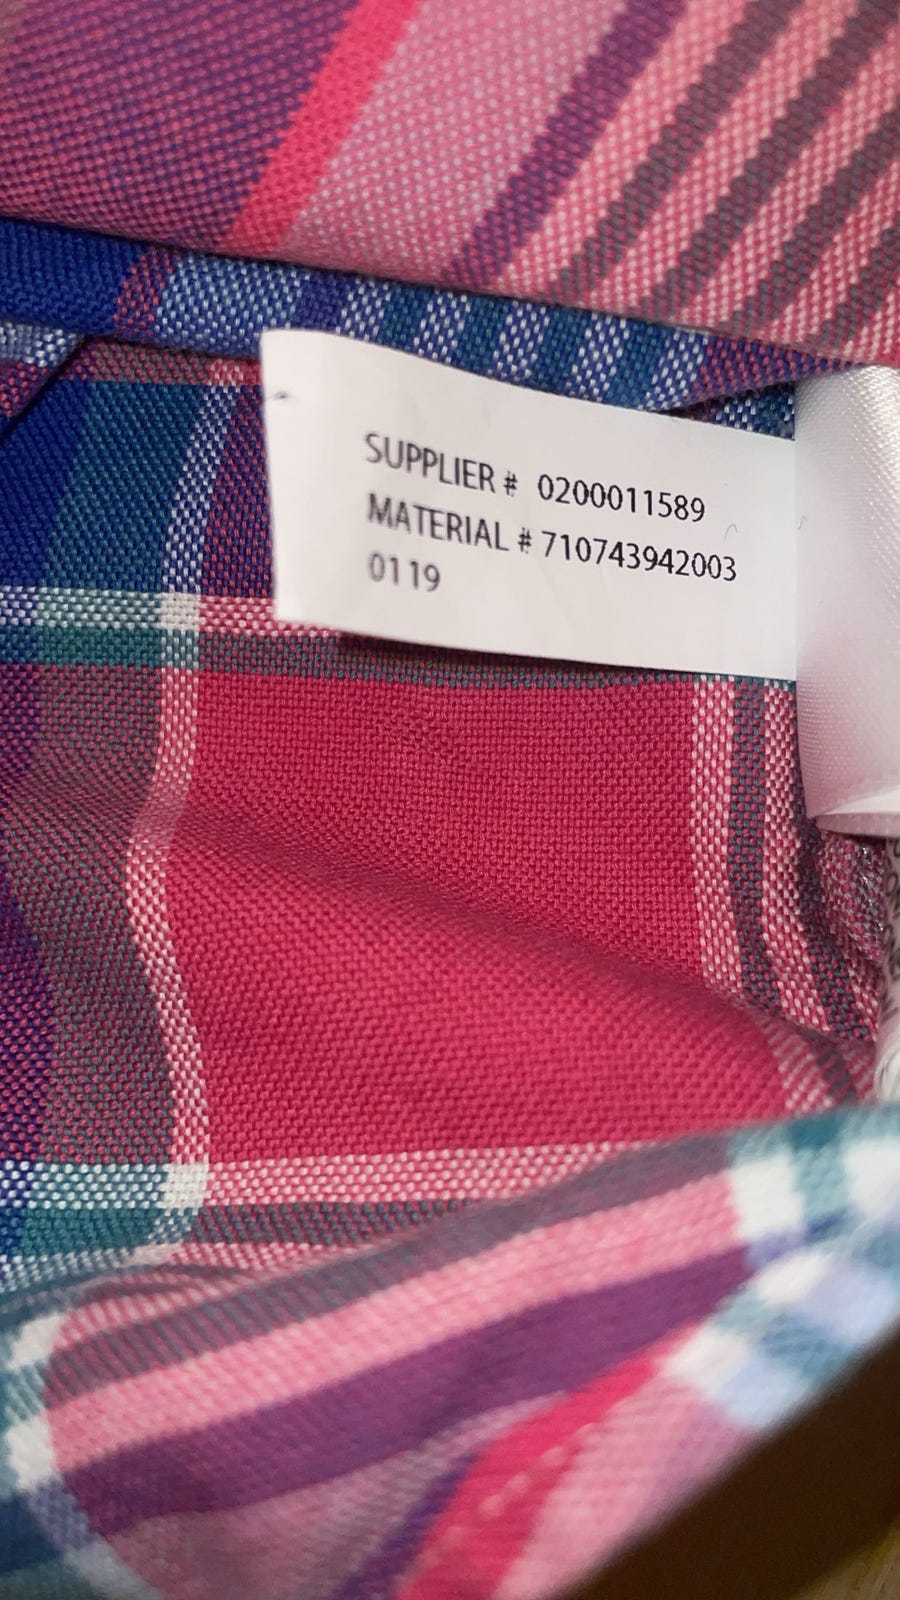 SUPPLIER # 0200011589
MATERIAL # 710743942003
0119